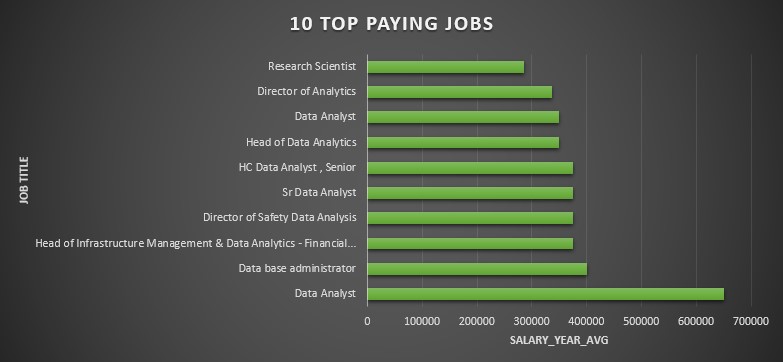 10 TOP PAYING JOBS
Research Scientist
Director of Analytics
Data Analyst
Head of Data Analytics
HC Data Analyst , Senior
Sr Data Analyst
Director of Safety Data Analysis
Head of Infrastructure Management & Data Analytics - Financial...
Data base administrator
Data Analyst
JOB TITLE
0 100000 200000 300000 400000 500000 600000 700000
SALARY_YEAR_AVG